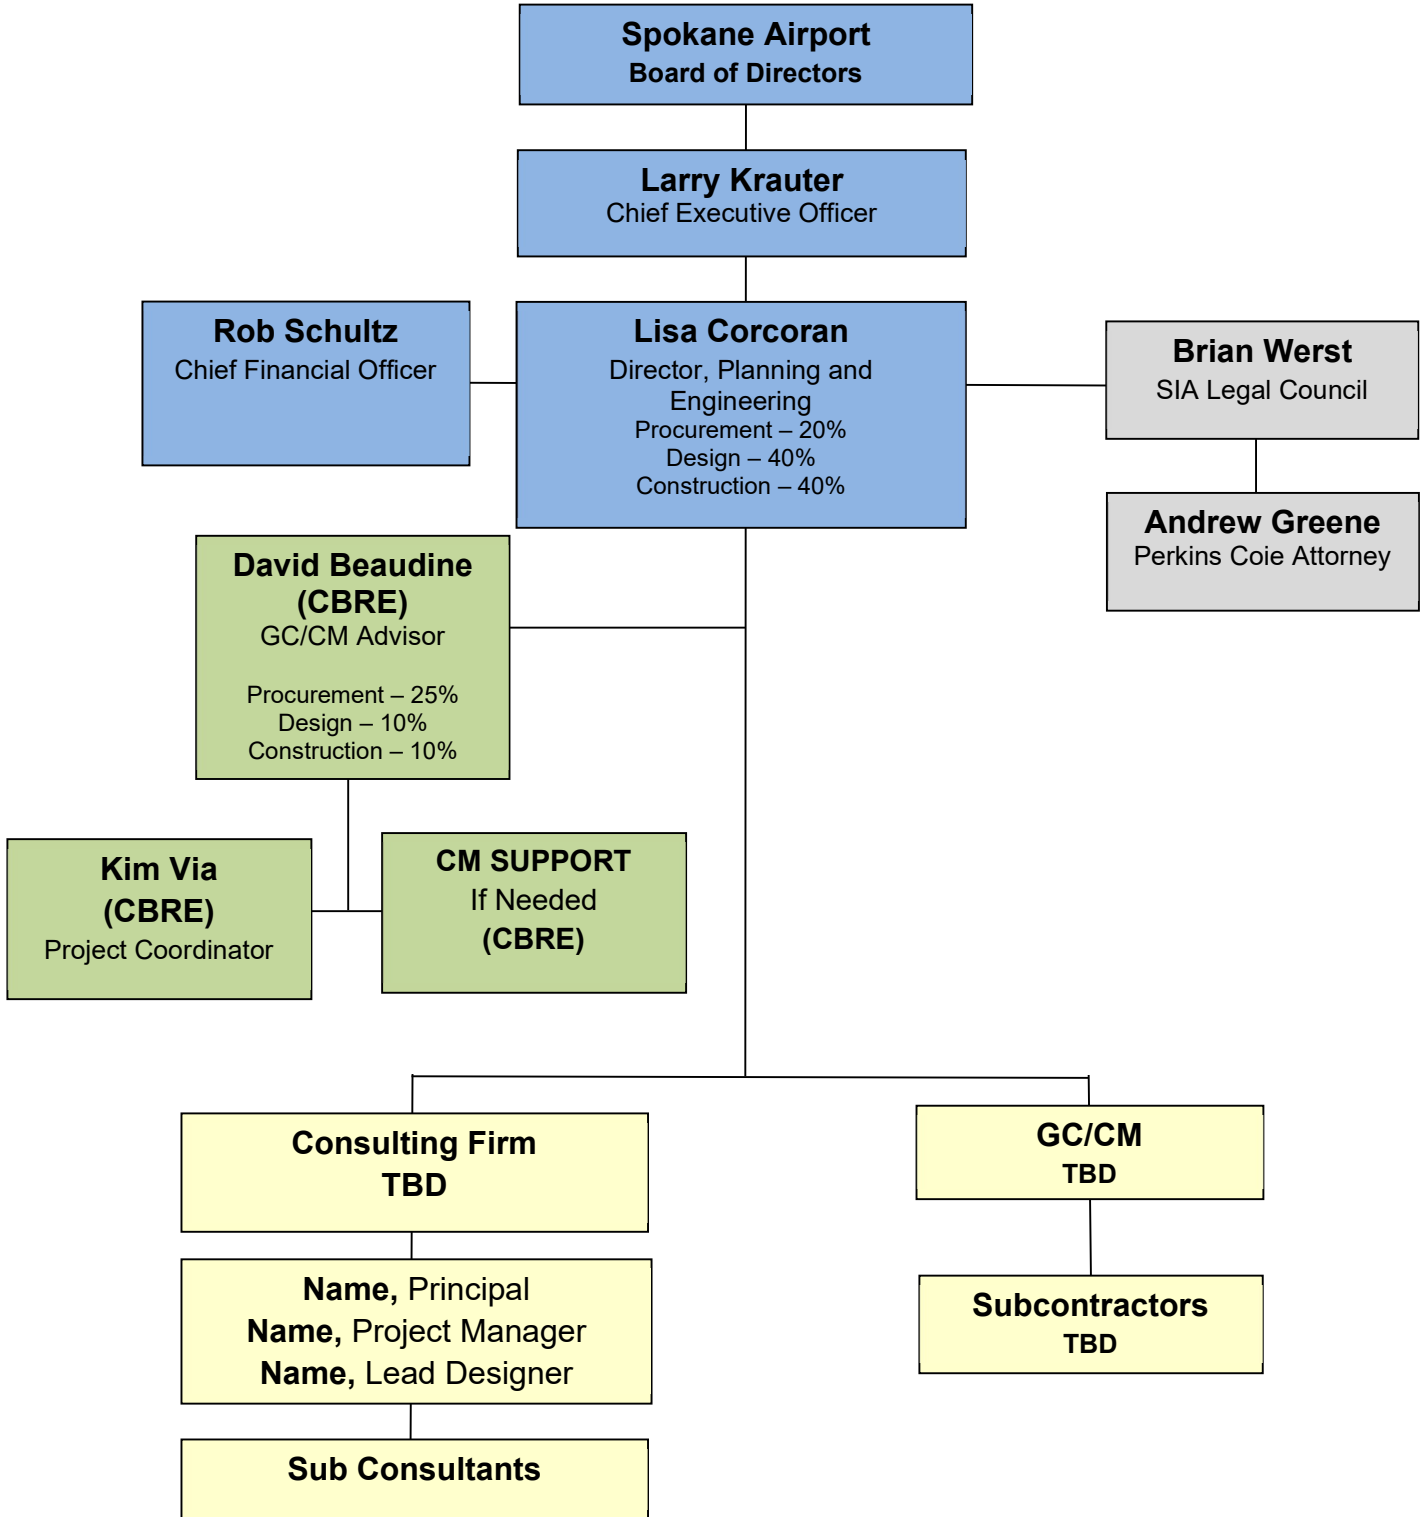 Spokane Airport
Board of Directors
Larry Krauter
Chief Executive Officer
Rob Schultz
Chief Financial Officer
Lisa Corcoran
Director, Planning and
Engineering
Procurement – 20%
Design – 40%
Construction – 40%
Brian Werst
SIA Legal Council
Andrew Greene
Perkins Coie Attorney
David Beaudine
(CBRE)
GC/CM Advisor
Procurement – 25%
Design – 10%
Construction – 10%
Kim Via
(CBRE)
Project Coordinator
CM SUPPORT
If Needed
(CBRE)
Consulting Firm
TBD
Name, Principal
Name, Project Manager
Name, Lead Designer
Sub Consultants
GC/CM
TBD
Subcontractors
TBD